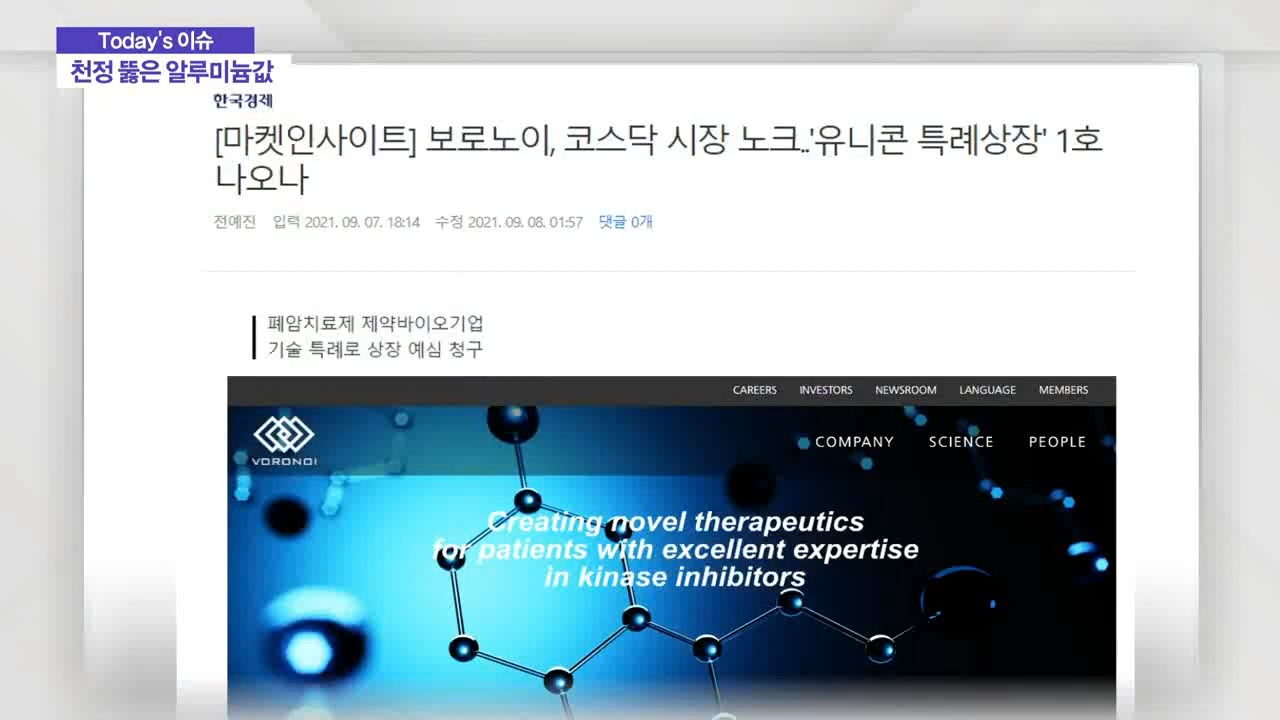 Today's 이슈
천정 뚫은 알루미늄값
한국경제
[마켓인사이트] 보로노이, 코스닥 시장 노크..'유니콘 특례상장' 1호
나오나
전예진 입력 2021. 09. 07. 18:14 수정 2021. 09. 08. 01:57 댓글 0개
폐암치료제 제약바이오기업
기술 특례로 상장 예심 청구
CAREERS INVESTORS NEWSROOM LANGUAGE MEMBERS
VORONOI
COMPANY SCIENCE PEOPLE
Creating novel therapeutics
for patients with excellent expertise
in kinase inhibitors